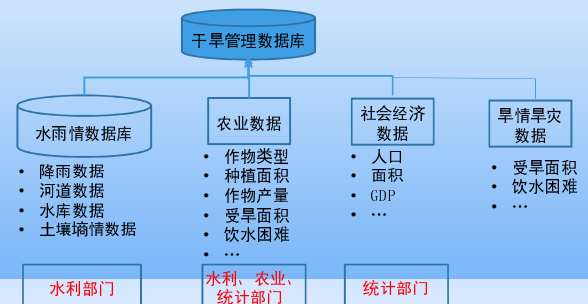 干旱管理数据库
水雨情数据库
• 降雨数据
• 河道数据
• 水库数据
• 土壤墒情数据
农业数据
• 作物类型
• 种植面积
• 作物产量
• 受旱面积
• 饮水困难
• …
社会经济
数据
• 人口
• 面积
• GDP
• …
旱情旱灾
数据
• 受旱面积
• 饮水困难
• …
水利部门
水利、农业、
统计部门
统计部门